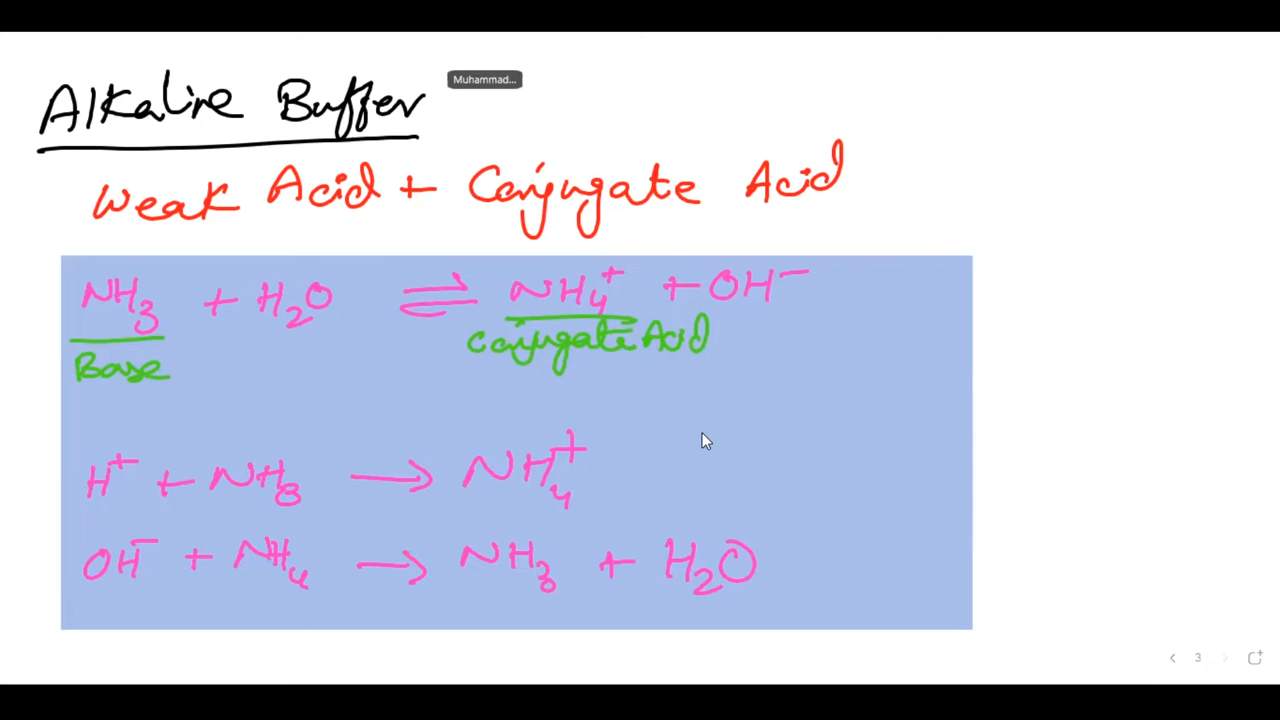 Alkaline Buffer
Muhammad...
Weak Acid + Conjugate Acid
NH₃ + H₂O ⇌ NH₄⁺ + OH⁻
Base Conjugate Acid
H⁺ + NH₃ → NH₄⁺
OH⁻ + NH₄ → NH₃ + H₂O
3